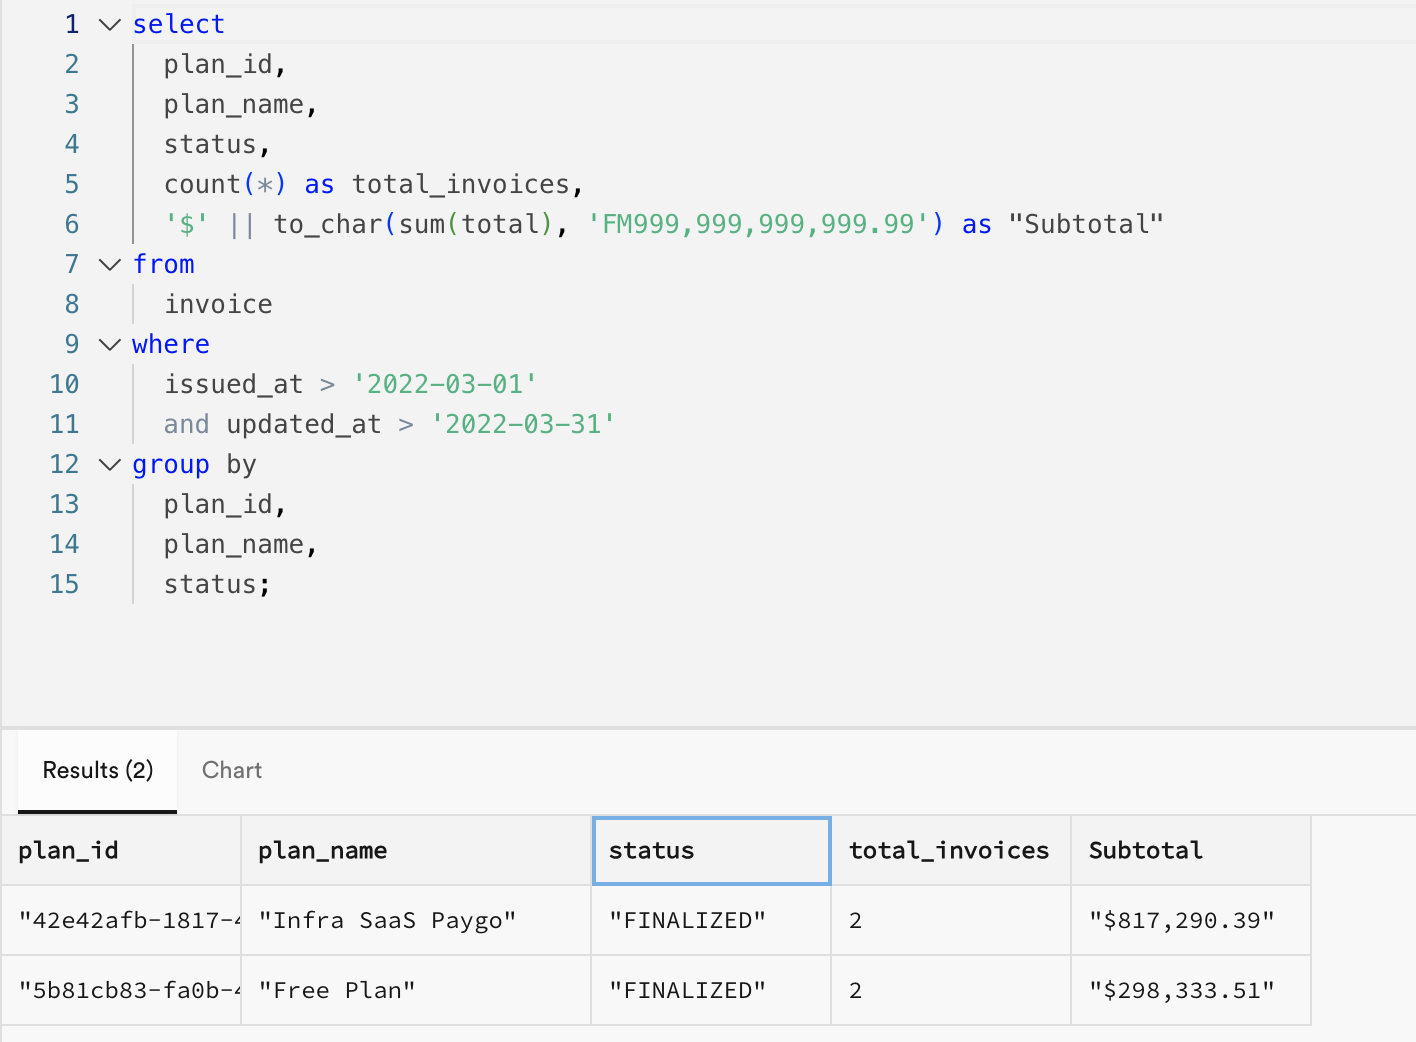 1 select
2 plan_id,
3 plan_name,
4 status,
5 count(*) as total_invoices,
6 '$' || to_char(sum(total), 'FM999,999,999,999.99') as "Subtotal"
7 from
8 invoice
9 where
10 issued_at > '2022-03-01'
11 and updated_at > '2022-03-31'
12 group by
13 plan_id,
14 plan_name,
15 status;
Results (2) Chart
plan_id plan_name status total_invoices Subtotal
"42e42afb-1817-4 "Infra SaaS Paygo" "FINALIZED" 2 "$817,290.39"
"5b81cb83-fa0b-4 "Free Plan" "FINALIZED" 2 "$298,333.51"